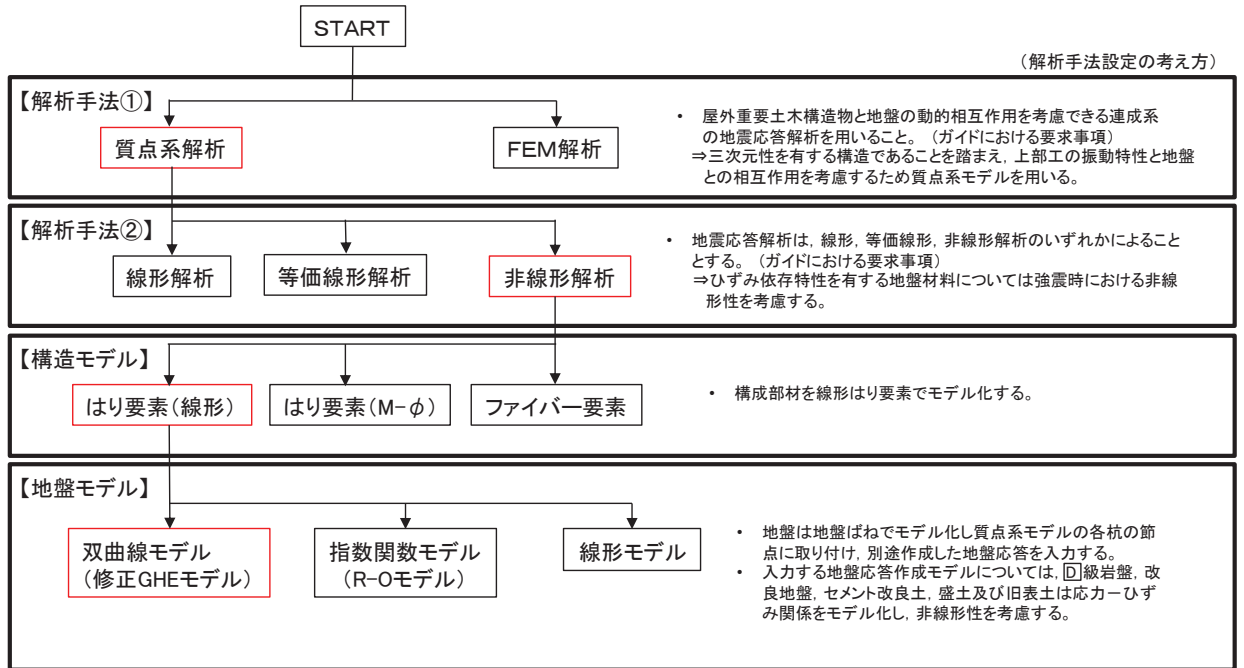 START
(解析手法設定の考え方)
【解析手法①】
質点系解析
FEM解析
・ 屋外重要土木構造物と地盤の動的相互作用を考慮できる連成系
の地震応答解析を用いること。（ガイドにおける要求事項）
⇒三次元性を有する構造であることを踏まえ，上部工の振動特性と地盤
との相互作用を考慮するため質点系モデルを用いる。
【解析手法②】
線形解析
等価線形解析
非線形解析
・ 地震応答解析は，線形，等価線形，非線形解析のいずれかによること
とする。（ガイドにおける要求事項）
⇒ひずみ依存特性を有する地盤材料については強震時における非線
形性を考慮する。
【構造モデル】
はり要素（線形）
はり要素（M-φ）
ファイバー要素
・ 構成部材を線形はり要素でモデル化する。
【地盤モデル】
双曲線モデル
（修正GHEモデル）
指数関数モデル
（R-Oモデル）
線形モデル
・ 地盤は地盤ばねでモデル化し質点系モデルの各杭の節
点に取り付け，別途作成した地盤応答を入力する。
・ 入力する地盤応答作成モデルについては，D級岩盤，改
良地盤，セメント改良土，盛土及び旧表土は応力ーひず
み関係をモデル化し，非線形性を考慮する。